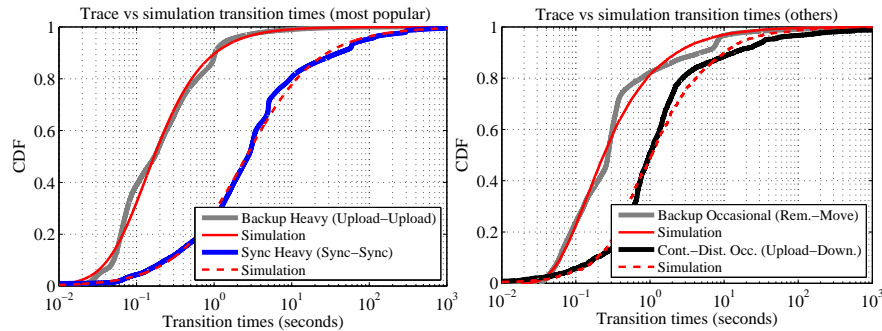 Trace vs simulation transition times (most popular)
1
0.8
0.6
0.4
0.2
0
CDF
10^-2
10^-1
10^0
10^1
10^2
10^3
Transition times (seconds)
Backup Heavy (Upload−Upload)
Simulation
Sync Heavy (Sync−Sync)
Simulation
Trace vs simulation transition times (others)
1
0.8
0.6
0.4
0.2
0
CDF
10^-2
10^-1
10^0
10^1
10^2
10^3
Transition times (seconds)
Backup Occasional (Rem.−Move)
Simulation
Cont.−Dist. Occ. (Upload−Down.)
Simulation